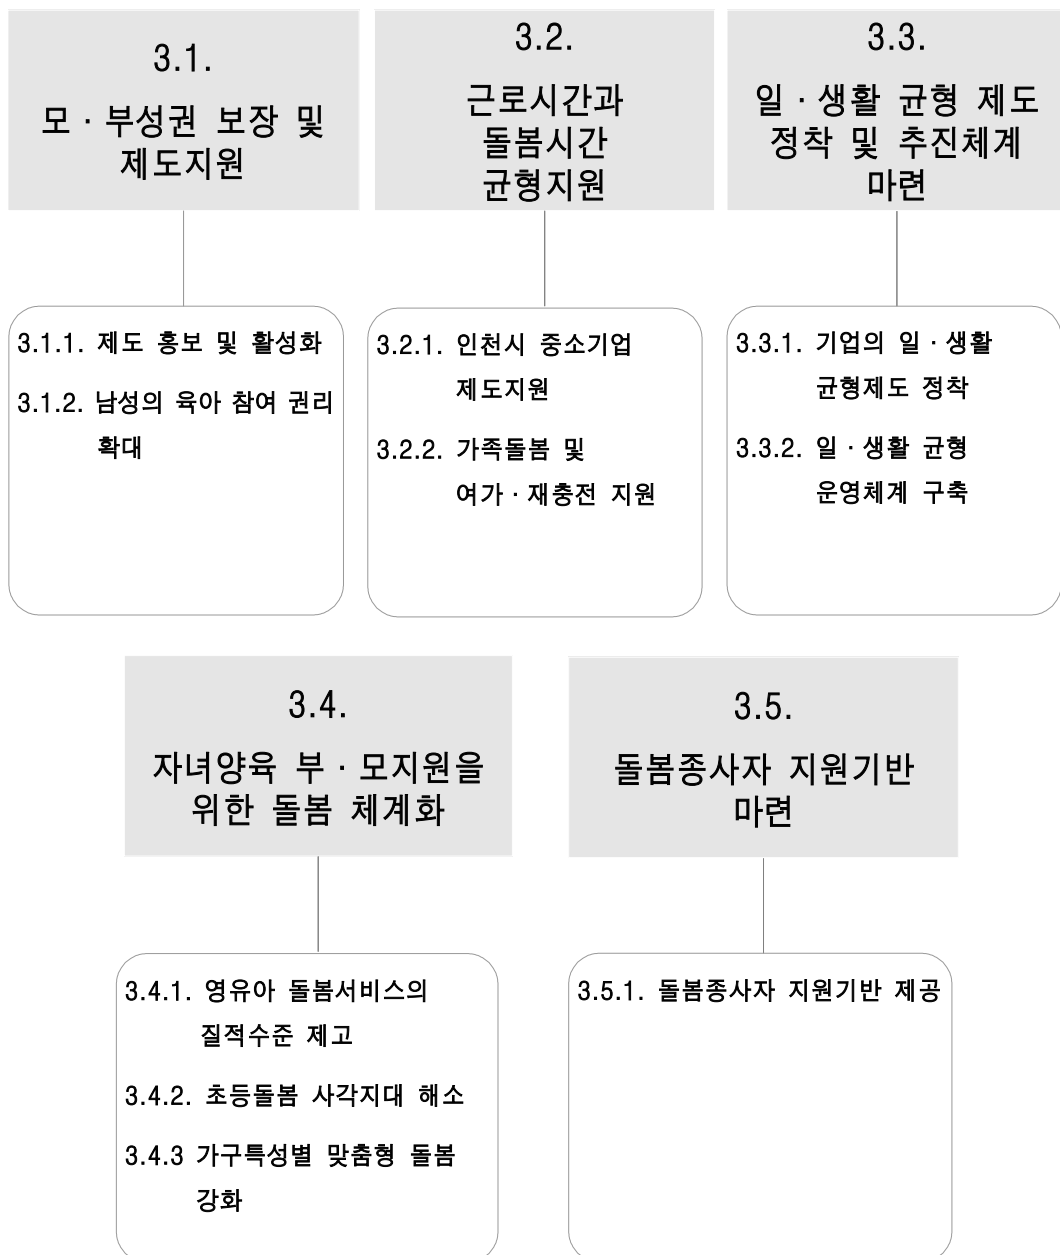 3.1.
모 · 부성권 보장 및
제도지원
3.1.1. 제도 홍보 및 활성화
3.1.2. 남성의 육아 참여 권리
확대
3.2.
근로시간과
돌봄시간
균형지원
3.2.1. 인천시 중소기업
제도지원
3.2.2. 가족돌봄 및
여가 · 재충전 지원
3.3.
일 · 생활 균형 제도
정착 및 추진체계
마련
3.3.1. 기업의 일 · 생활
균형제도 정착
3.3.2. 일 · 생활 균형
운영체계 구축
3.4.
자녀양육 부 · 모지원을
위한 돌봄 체계화
3.4.1. 영유아 돌봄서비스의
질적수준 제고
3.4.2. 초등돌봄 사각지대 해소
3.4.3 가구특성별 맞춤형 돌봄
강화
3.5.
돌봄종사자 지원기반
마련
3.5.1. 돌봄종사자 지원기반 제공